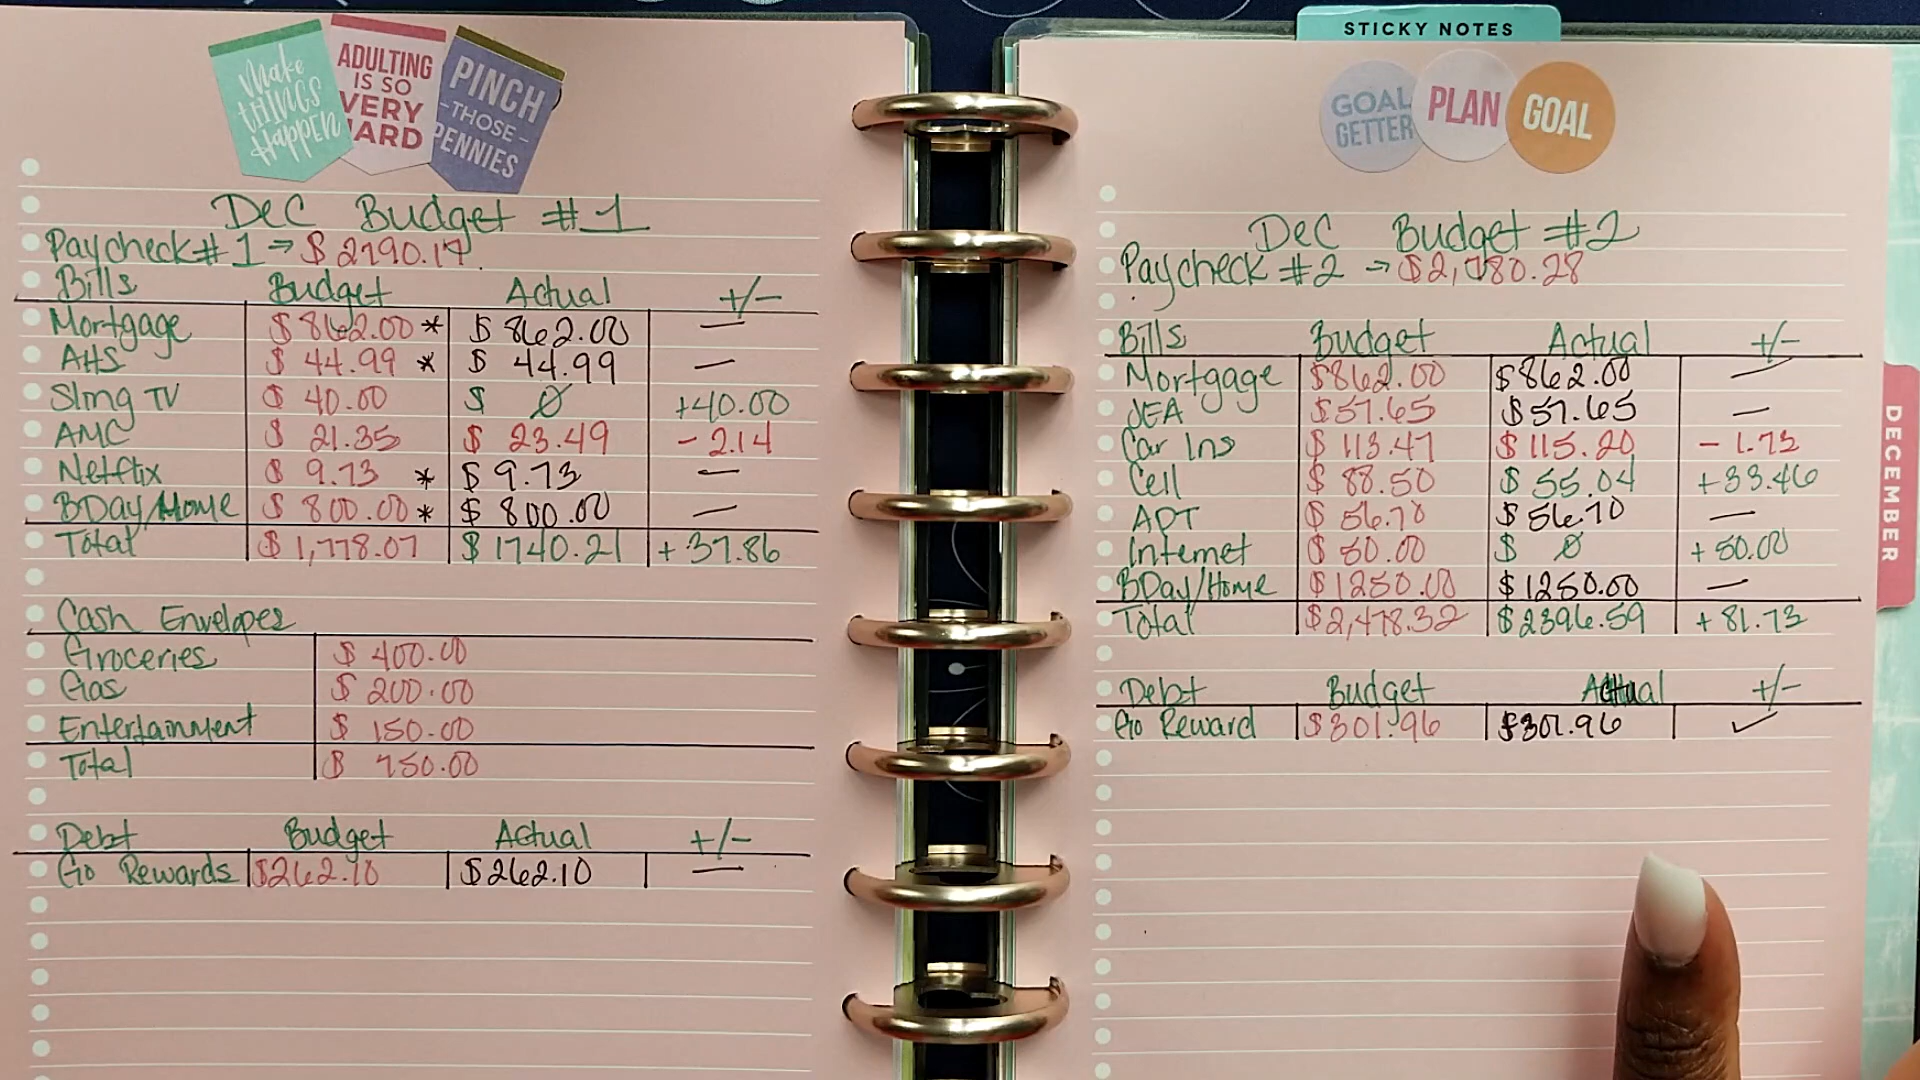 Make
tHiNGS
Happen
ADULTING
IS SO
VERY
HARD
PINCH
-THOSE-
PENNIES
Dec Budget #1
Paycheck #1 → $2790.17
Bills Budget Actual +/-
Mortgage $862.00 * $862.00 —
AHS $44.99 * $44.99 —
Sling TV $40.00 $ Ø +40.00
AMC $21.35 $23.49 -2.14
Netflix $9.73 * $9.73 —
BDay/Home $800.00 * $800.00 —
Total $1,778.07 $1740.21 +37.86
Cash Envelopes
Groceries $400.00
Gas $200.00
Entertainment $150.00
Total $750.00
Debt Budget Actual +/-
Go Rewards $262.10 $262.10 —
STICKY NOTES
GOAL
GETTER
PLAN
GOAL
Dec Budget #2
Paycheck #2 → $2,780.28
Bills Budget Actual +/-
Mortgage $862.00 $862.00 —
JEA $57.65 $57.65 —
Car Ins $113.47 $115.20 -1.73
Cell $88.50 $55.04 +33.46
ADT $56.70 $56.70 —
Internet $50.00 $ Ø +50.00
BDay/Home $1250.00 $1250.00 —
Total $2,478.32 $2396.59 +81.73
Debt Budget Actual +/-
Go Reward $301.96 $301.96 ✓
DECEMBER